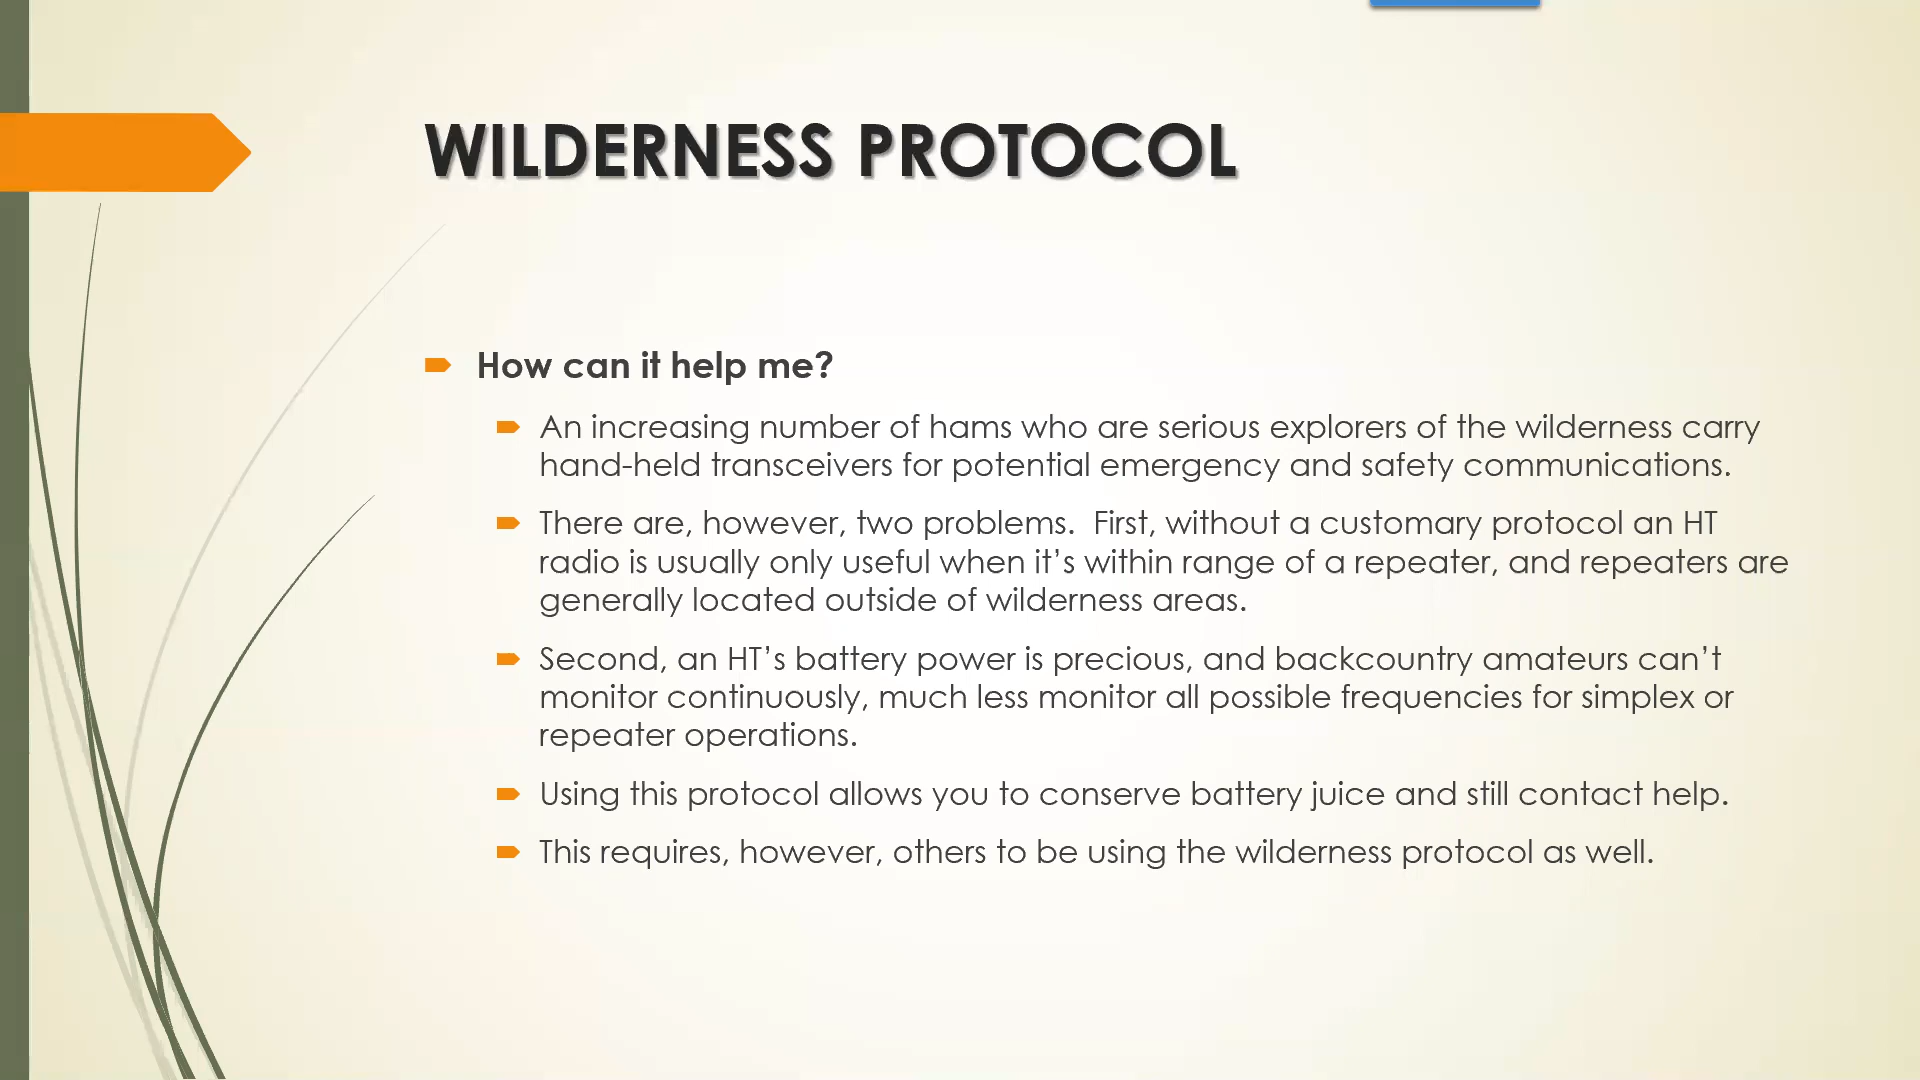 WILDERNESS PROTOCOL
How can it help me?
An increasing number of hams who are serious explorers of the wilderness carry
hand-held transceivers for potential emergency and safety communications.
There are, however, two problems.  First, without a customary protocol an HT
radio is usually only useful when it’s within range of a repeater, and repeaters are
generally located outside of wilderness areas.
Second, an HT’s battery power is precious, and backcountry amateurs can’t
monitor continuously, much less monitor all possible frequencies for simplex or
repeater operations.
Using this protocol allows you to conserve battery juice and still contact help.
This requires, however, others to be using the wilderness protocol as well.